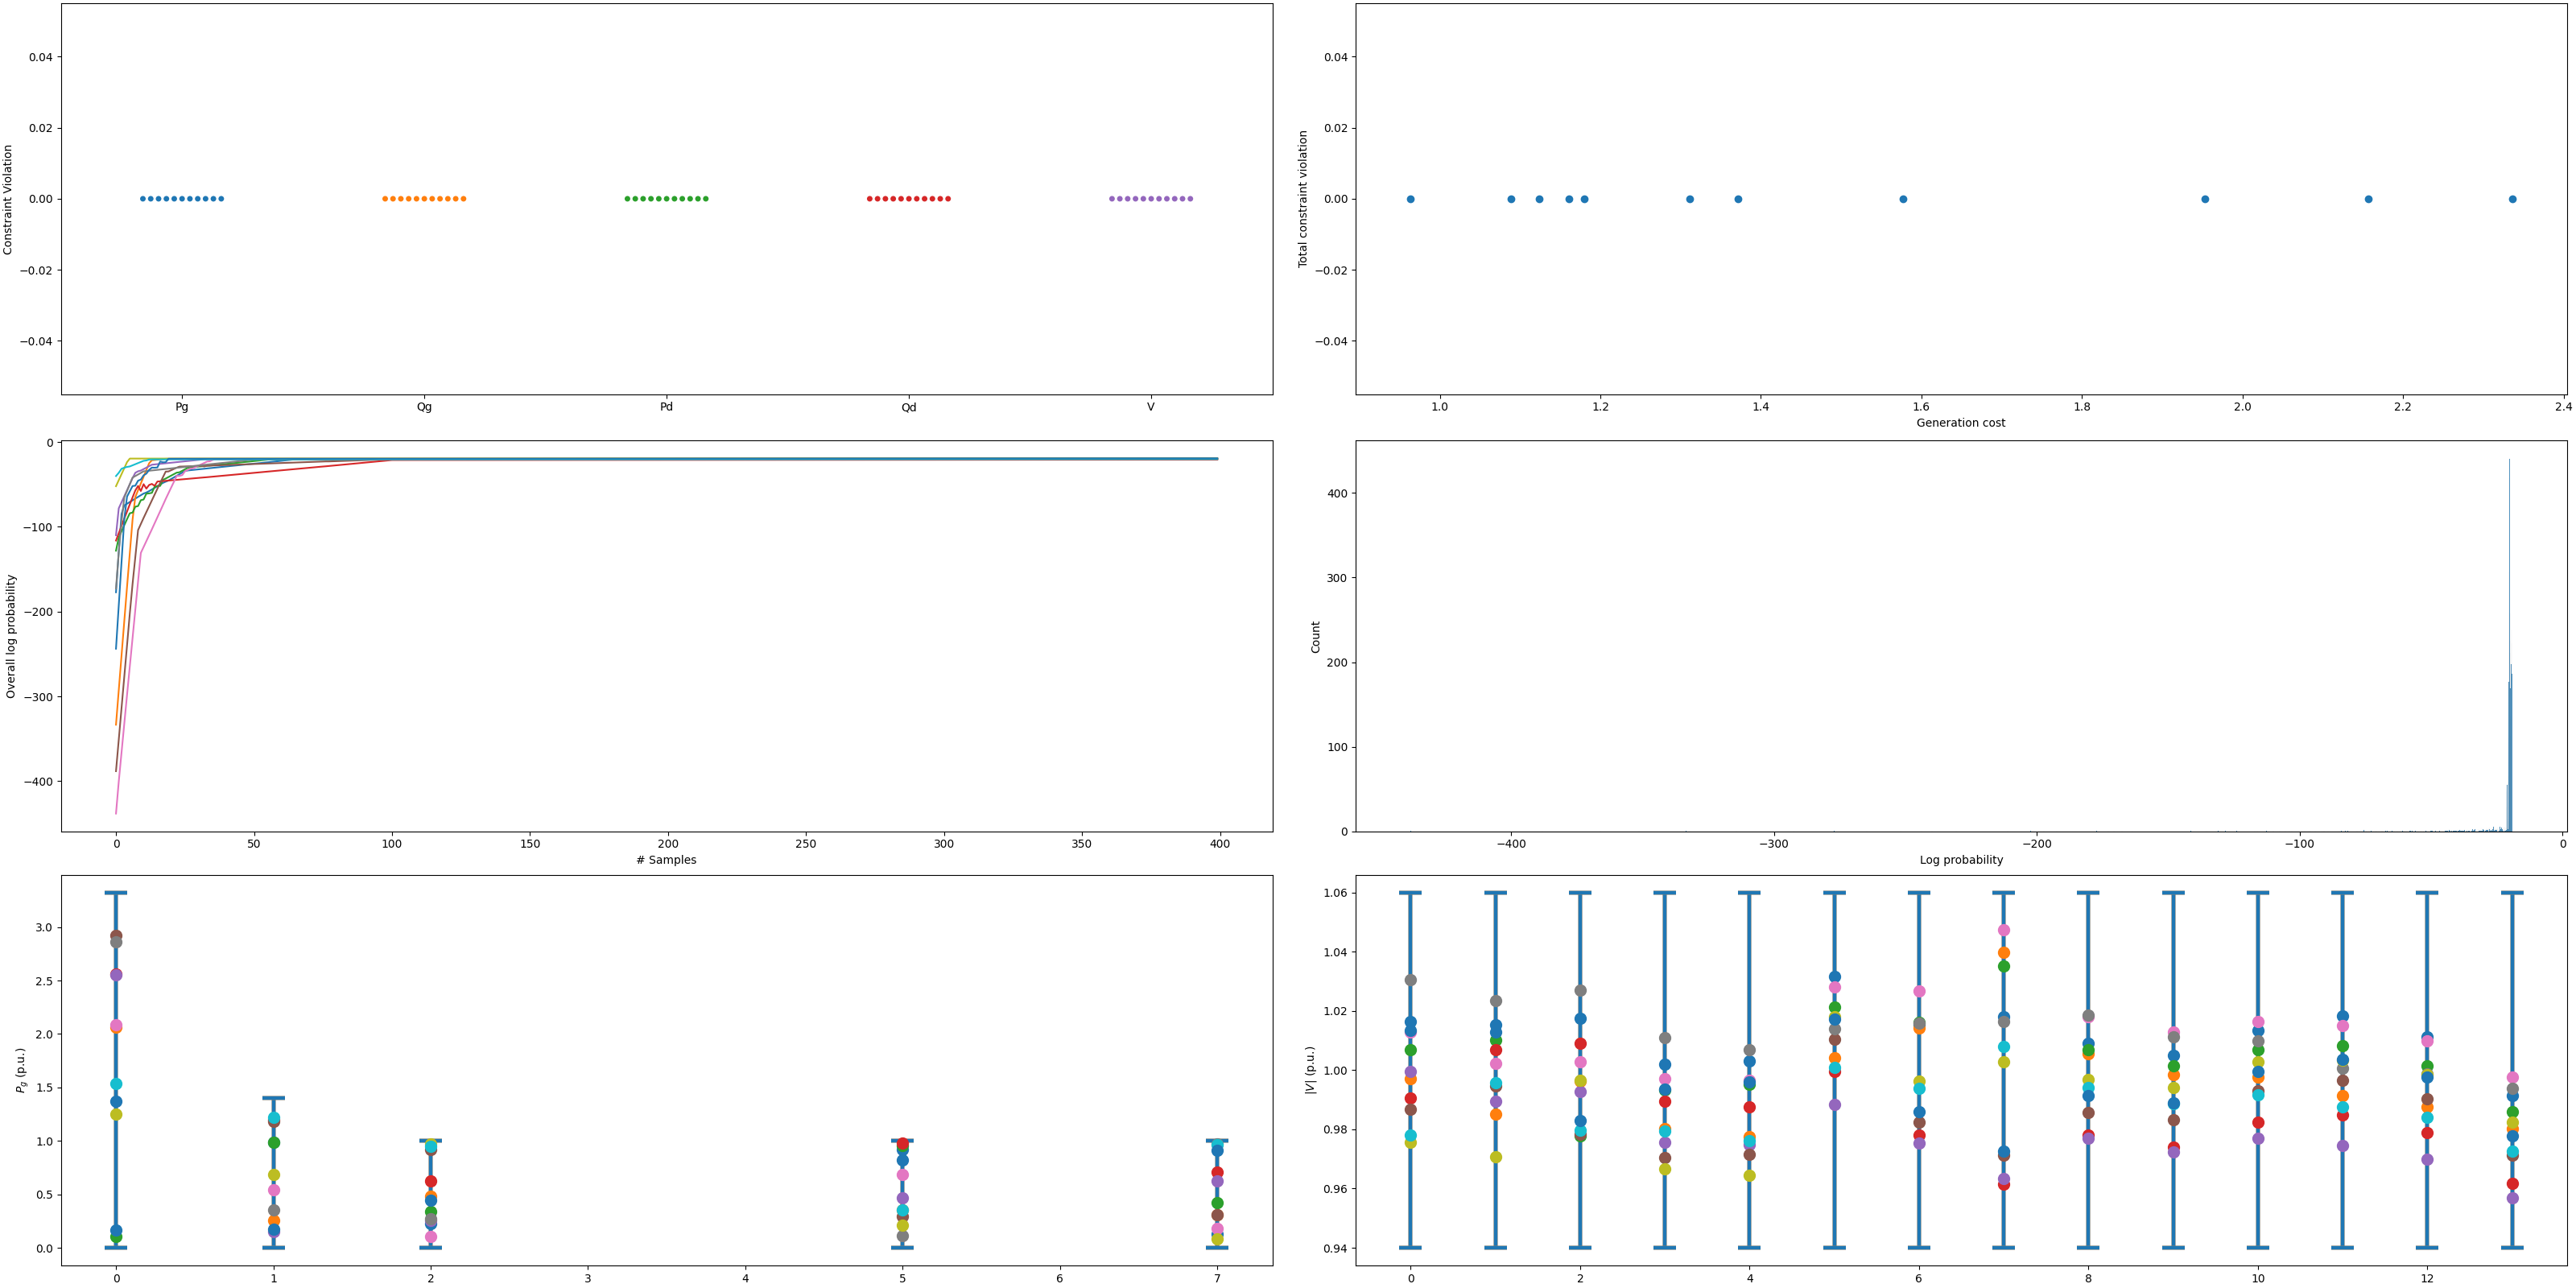 0.04
0.02
0.00
−0.02
−0.04
Constraint Violation
Pg Qg Pd Qd V
0.04
0.02
0.00
−0.02
−0.04
Total constraint violation
1.0 1.2 1.4 1.6 1.8 2.0 2.2 2.4
Generation cost
0
−100
−200
−300
−400
Overall log probability
0 50 100 150 200 250 300 350 400
# Samples
400
300
200
100
0
Count
−400 −300 −200 −100 0
Log probability
3.0
2.5
2.0
1.5
1.0
0.5
0.0
Pg (p.u.)
0 1 2 3 4 5 6 7
1.06
1.04
1.02
1.00
0.98
0.96
0.94
|V| (p.u.)
0 2 4 6 8 10 12